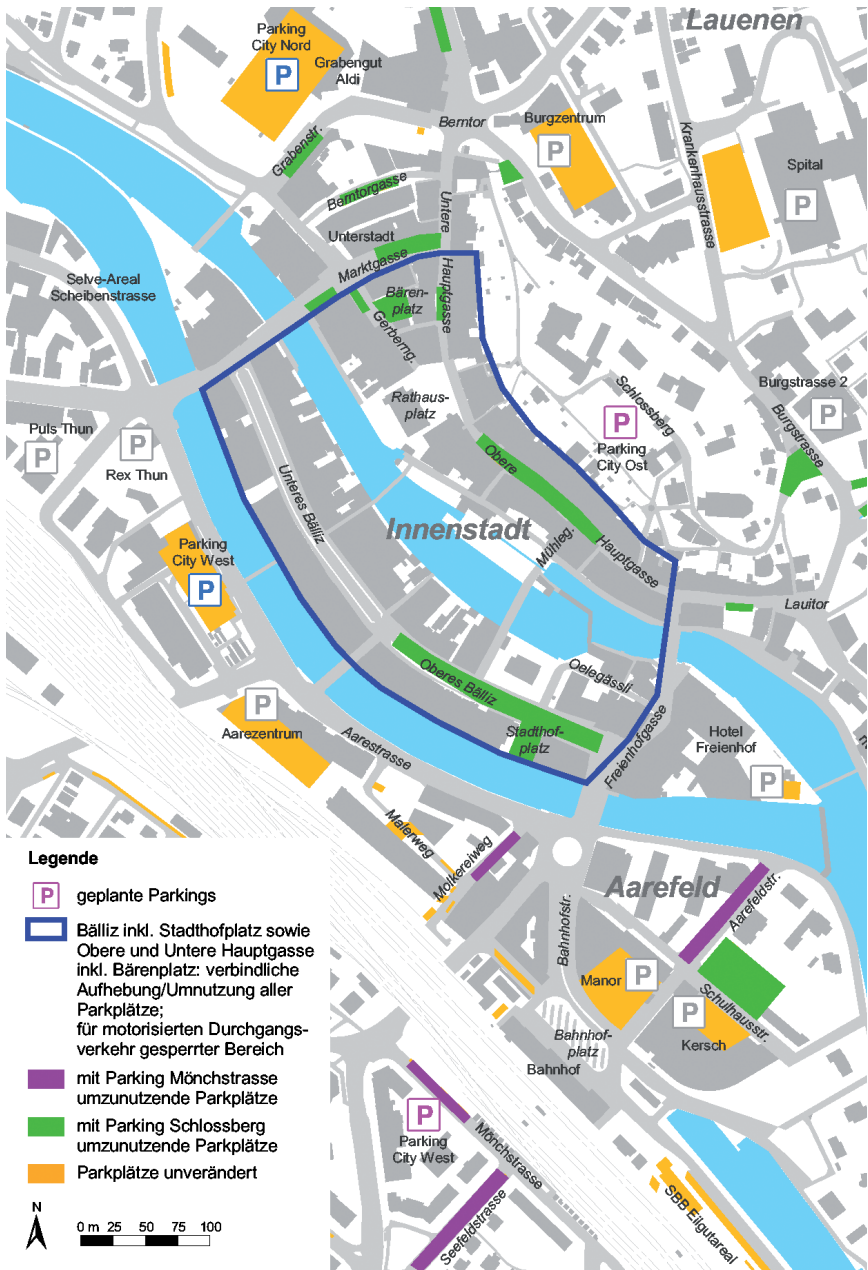 Lauenen
Parking
City Nord
P
Grabengut
Aldi
Berntor
Burgzentrum
P
Krankenhausstrasse
Spital
P
Grabenstr.
Berntorgasse
Untere
Hauptgasse
Unterstadt
Marktgasse
Selve-Areal
Scheibenstrasse
Bären-
platz
Gerberng.
Rathaus-
platz
Schlossberg
P
Parking
City Ost
Burgstrasse 2
P
Burgstrasse
Puls Thun
P
P
Rex Thun
Unteres Bälliz
Obere
Hauptgasse
Innenstadt
Mühleg.
Parking
City West
P
Lauitor
Oberes Bälliz
Oelegässli
Stadthof-
platz
Freienhofgasse
P
Aarezentrum
Aarestrasse
Hotel
Freienhof
P
Malerweg
Molkereiweg
Aarefeld
Aarefeldstr.
Bahnhofstr.
Manor
P
P
Kersch
Schulhausstr.
Bahnhof-
platz
Bahnhof
P
Parking
City West
Mönchstrasse
Seefeldstrasse
SBB Eilgutareal
Legende
P
geplante Parkings
Bälliz inkl. Stadthofplatz sowie
Obere und Untere Hauptgasse
inkl. Bärenplatz: verbindliche
Aufhebung/Umnutzung aller
Parkplätze;
für motorisierten Durchgangs-
verkehr gesperrter Bereich
mit Parking Mönchstrasse
umzunutzende Parkplätze
mit Parking Schlossberg
umzunutzende Parkplätze
Parkplätze unverändert
N
0 m 25 50 75 100